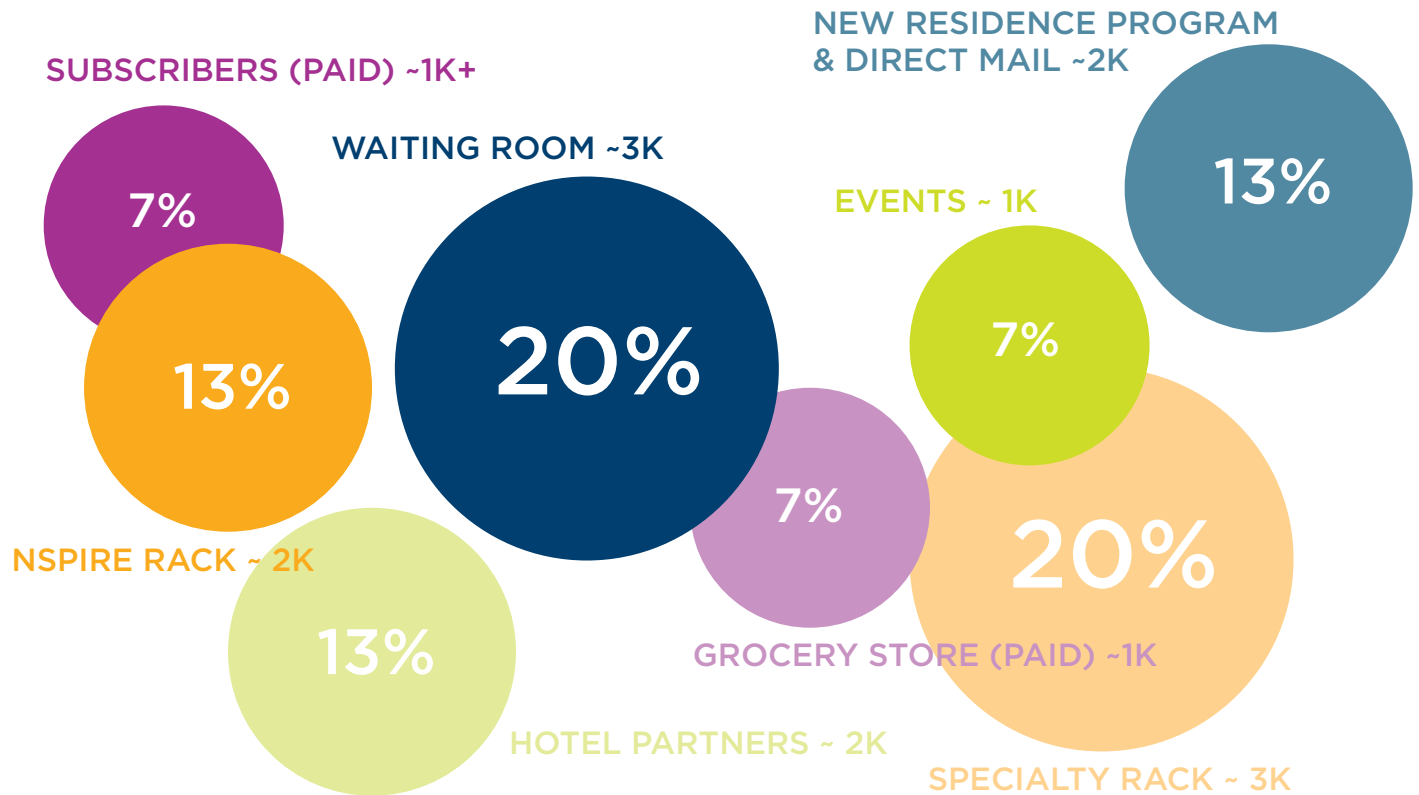 NEW RESIDENCE PROGRAM
& DIRECT MAIL ~2K
13%
SUBSCRIBERS (PAID) ~1K+
7%
WAITING ROOM ~3K
20%
EVENTS ~ 1K
7%
13%
NSPIRE RACK ~ 2K
7%
GROCERY STORE (PAID) ~1K
20%
SPECIALTY RACK ~ 3K
13%
HOTEL PARTNERS ~ 2K